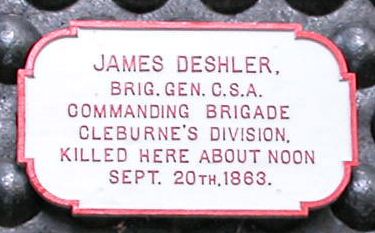 JAMES DESHLER,
BRIG. GEN. C.S.A.
COMMANDING BRIGADE
CLEBURNE'S DIVISION,
KILLED HERE ABOUT NOON
SEPT. 20TH, 1863.